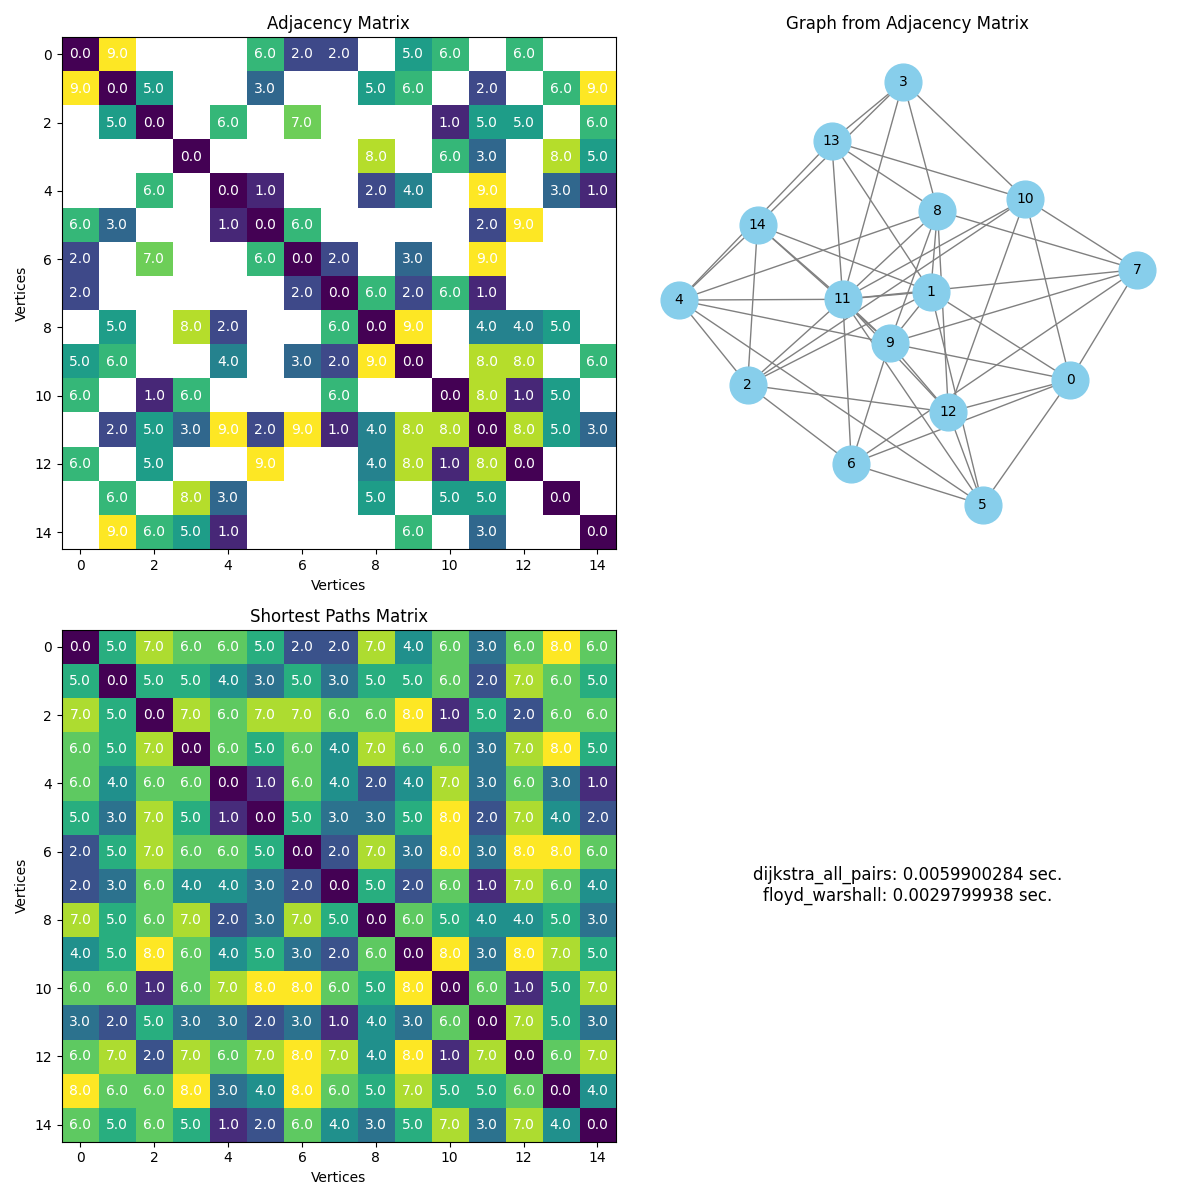 Adjacency Matrix
0 0.0 9.0 6.0 2.0 2.0 5.0 6.0 6.0
9.0 0.0 5.0 3.0 5.0 6.0 2.0 6.0 9.0
2 5.0 0.0 6.0 7.0 1.0 5.0 5.0 6.0
0.0 8.0 6.0 3.0 8.0 5.0
4 6.0 0.0 1.0 2.0 4.0 9.0 3.0 1.0
6.0 3.0 1.0 0.0 6.0 2.0 9.0
6 2.0 7.0 6.0 0.0 2.0 3.0 9.0
2.0 2.0 0.0 6.0 2.0 6.0 1.0
8 5.0 8.0 2.0 6.0 0.0 9.0 4.0 4.0 5.0
5.0 6.0 4.0 3.0 2.0 9.0 0.0 8.0 8.0 6.0
10 6.0 1.0 6.0 6.0 0.0 8.0 1.0 5.0
2.0 5.0 3.0 9.0 2.0 9.0 1.0 4.0 8.0 8.0 0.0 8.0 5.0 3.0
12 6.0 5.0 9.0 4.0 8.0 1.0 8.0 0.0
6.0 8.0 3.0 5.0 5.0 5.0 0.0
14 9.0 6.0 5.0 1.0 6.0 3.0 0.0
0 2 4 6 8 10 12 14
Vertices
Vertices
Graph from Adjacency Matrix
3
13
10
8
14
7
4
11
1
9
0
2
12
6
5
Shortest Paths Matrix
0 0.0 5.0 7.0 6.0 6.0 5.0 2.0 2.0 7.0 4.0 6.0 3.0 6.0 8.0 6.0
5.0 0.0 5.0 5.0 4.0 3.0 5.0 3.0 5.0 5.0 6.0 2.0 7.0 6.0 5.0
2 7.0 5.0 0.0 7.0 6.0 7.0 7.0 6.0 6.0 8.0 1.0 5.0 2.0 6.0 6.0
6.0 5.0 7.0 0.0 6.0 5.0 6.0 4.0 7.0 6.0 6.0 3.0 7.0 8.0 5.0
4 6.0 4.0 6.0 6.0 0.0 1.0 6.0 4.0 2.0 4.0 7.0 3.0 6.0 3.0 1.0
5.0 3.0 7.0 5.0 1.0 0.0 5.0 3.0 3.0 5.0 8.0 2.0 7.0 4.0 2.0
6 2.0 5.0 7.0 6.0 6.0 5.0 0.0 2.0 7.0 3.0 8.0 3.0 8.0 8.0 6.0
2.0 3.0 6.0 4.0 4.0 3.0 2.0 0.0 5.0 2.0 6.0 1.0 7.0 6.0 4.0
8 7.0 5.0 6.0 7.0 2.0 3.0 7.0 5.0 0.0 6.0 5.0 4.0 4.0 5.0 3.0
4.0 5.0 8.0 6.0 4.0 5.0 3.0 2.0 6.0 0.0 8.0 3.0 8.0 7.0 5.0
10 6.0 6.0 1.0 6.0 7.0 8.0 8.0 6.0 5.0 8.0 0.0 6.0 1.0 5.0 7.0
3.0 2.0 5.0 3.0 3.0 2.0 3.0 1.0 4.0 3.0 6.0 0.0 7.0 5.0 3.0
12 6.0 7.0 2.0 7.0 6.0 7.0 8.0 7.0 4.0 8.0 1.0 7.0 0.0 6.0 7.0
8.0 6.0 6.0 8.0 3.0 4.0 8.0 6.0 5.0 7.0 5.0 5.0 6.0 0.0 4.0
14 6.0 5.0 6.0 5.0 1.0 2.0 6.0 4.0 3.0 5.0 7.0 3.0 7.0 4.0 0.0
0 2 4 6 8 10 12 14
Vertices
Vertices
dijkstra_all_pairs: 0.0059900284 sec.
floyd_warshall: 0.0029799938 sec.